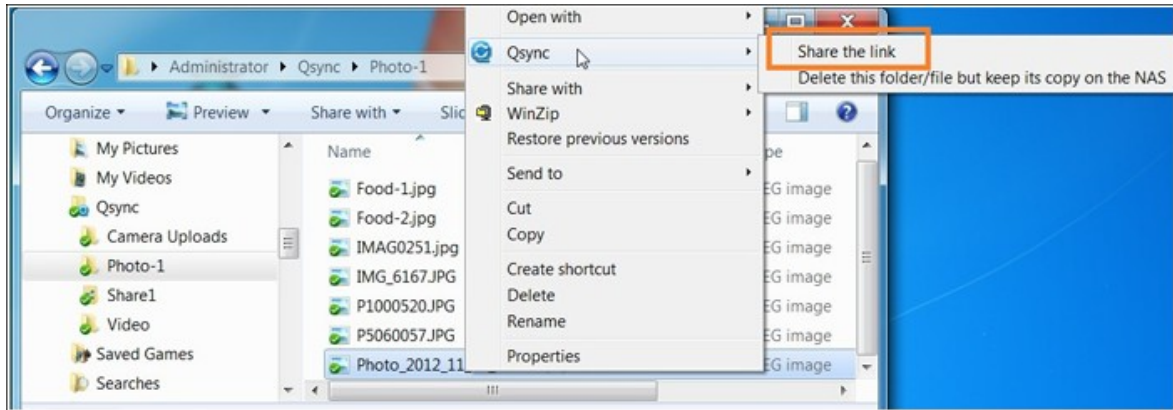 Administrator Qsync Photo-1
Organize Preview Share with Slic
My Pictures
My Videos
Qsync
Camera Uploads
Photo-1
Share1
Video
Saved Games
Searches
Name
Food-1.jpg
Food-2.jpg
IMAG0251.jpg
IMG_6167.JPG
P1000520.JPG
P5060057.JPG
Photo_2012_11
Open with
Qsync
Share with
WinZip
Restore previous versions
Send to
Cut
Copy
Create shortcut
Delete
Rename
Properties
Share the link
Delete this folder/file but keep its copy on the NAS
pe
EG image
EG image
EG image
EG image
EG image
EG image
EG image